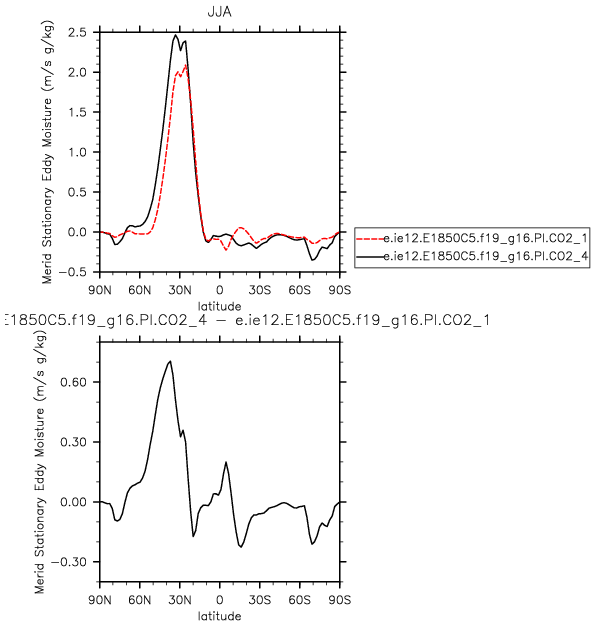 JJA
Merid Stationary Eddy Moisture (m/s g/kg)
2.5
2.0
1.5
1.0
0.5
0.0
−0.5
90N 60N 30N 0 30S 60S 90S
latitude
e.ie12.E1850C5.f19_g16.PI.CO2_1
e.ie12.E1850C5.f19_g16.PI.CO2_4
E1850C5.f19_g16.PI.CO2_4 − e.ie12.E1850C5.f19_g16.PI.CO2_1
Merid Stationary Eddy Moisture (m/s g/kg)
0.60
0.30
0.00
−0.30
90N 60N 30N 0 30S 60S 90S
latitude